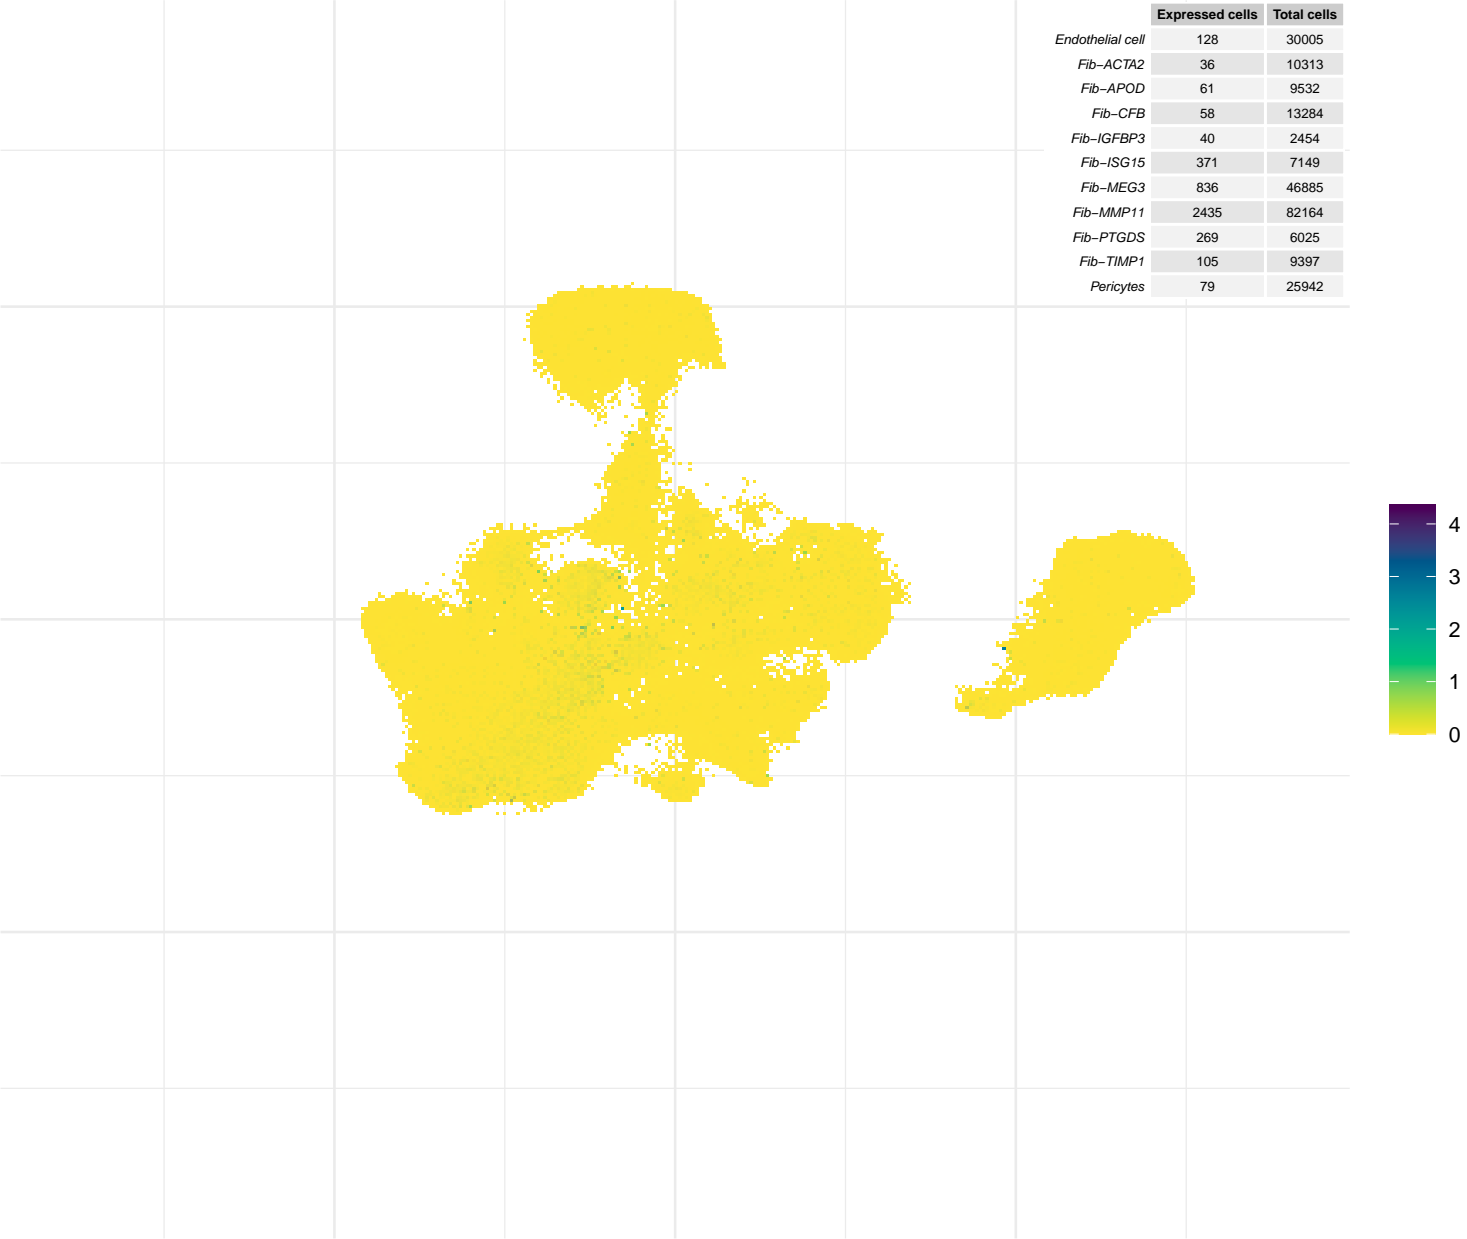 Expressed cells Total cells
Endothelial cell 128 30005
Fib−ACTA2 36 10313
Fib−APOD 61 9532
Fib−CFB 58 13284
Fib−IGFBP3 40 2454
Fib−ISG15 371 7149
Fib−MEG3 836 46885
Fib−MMP11 2435 82164
Fib−PTGDS 269 6025
Fib−TIMP1 105 9397
Pericytes 79 25942
4
3
2
1
0